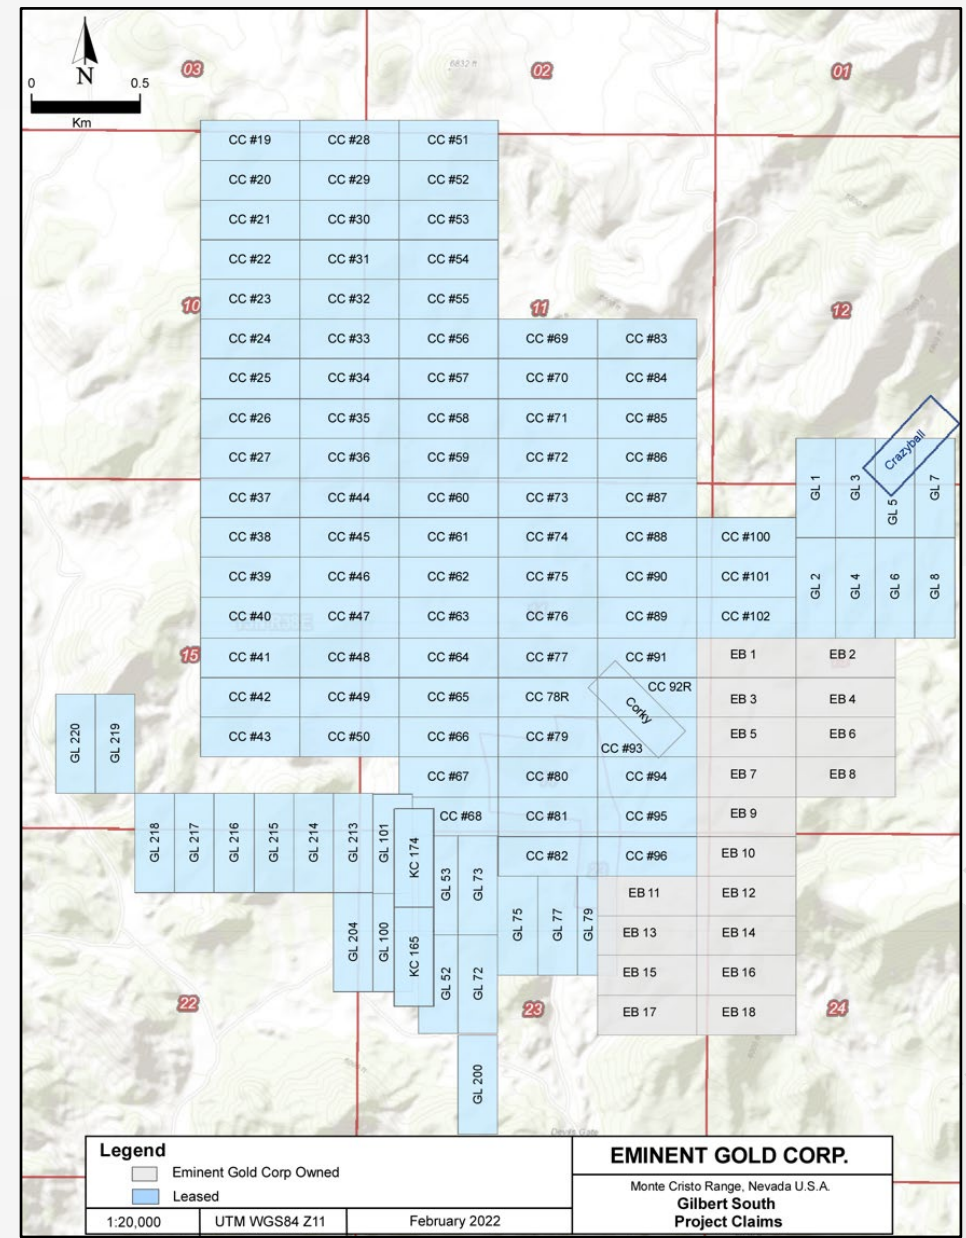 03
02
01
6832 ft
N
0 0.5
Km
CC #19 CC #28 CC #51
CC #20 CC #29 CC #52
CC #21 CC #30 CC #53
CC #22 CC #31 CC #54
CC #23 CC #32 CC #55
10
11
12
CC #24 CC #33 CC #56 CC #69 CC #83
CC #25 CC #34 CC #57 CC #70 CC #84
CC #26 CC #35 CC #58 CC #71 CC #85
CC #27 CC #36 CC #59 CC #72 CC #86
Crazyball
CC #37 CC #44 CC #60 CC #73 CC #87
GL 1 GL 3 GL 5 GL 7
CC #38 CC #45 CC #61 CC #74 CC #88 CC #100
CC #39 CC #46 CC #62 CC #75 CC #90 CC #101
GL 2 GL 4 GL 6 GL 8
CC #40 CC #47 CC #63 CC #76 CC #89 CC #102
15
CC #41 CC #48 CC #64 CC #77 CC #91 EB 1 EB 2
CC #42 CC #49 CC #65 CC 78R CC 92R EB 3 EB 4
Corky
CC #43 CC #50 CC #66 CC #79 CC #93 EB 5 EB 6
GL 220 GL 219
CC #67 CC #80 CC #94 EB 7 EB 8
CC #68 CC #81 CC #95 EB 9
GL 218 GL 217 GL 216 GL 215 GL 214 GL 213 GL 101 KC 174
CC #82 CC #96 EB 10
GL 53 GL 73
EB 11 EB 12
GL 75 GL 77 GL 79
EB 13 EB 14
GL 204 GL 100 KC 165
EB 15 EB 16
GL 52 GL 72
22
23
24
EB 17 EB 18
GL 200
Devils Gate
Legend
Eminent Gold Corp Owned
Leased
1:20,000 UTM WGS84 Z11 February 2022
EMINENT GOLD CORP.
Monte Cristo Range, Nevada U.S.A.
Gilbert South
Project Claims